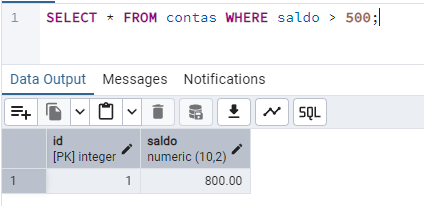 1 SELECT * FROM contas WHERE saldo > 500;
Data Output Messages Notifications
SQL
id saldo
[PK] integer numeric (10,2)
1 1 800.00